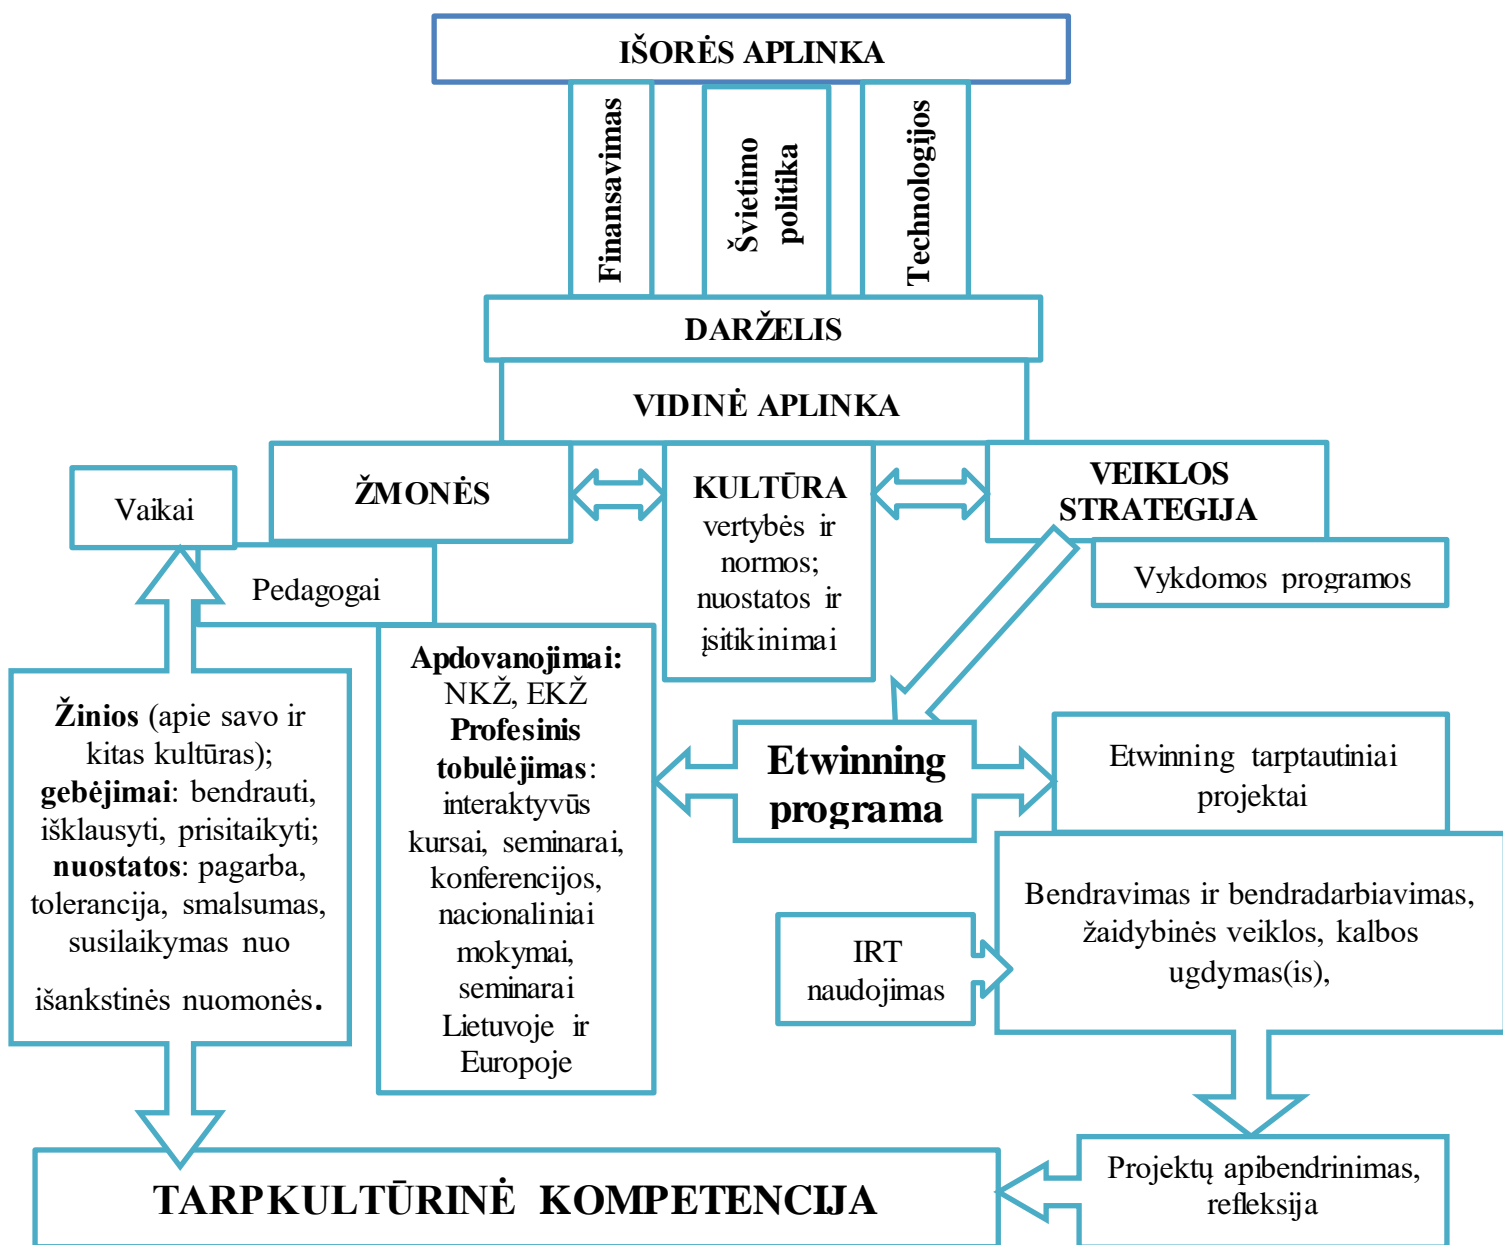 IŠORĖS APLINKA
Finansavimas
Švietimo
politika
Technologijos
DARŽELIS
VIDINĖ APLINKA
Vaikai
ŽMONĖS
KULTŪRA
vertybės ir
normos;
nuostatos ir
įsitikinimai
VEIKLOS
STRATEGIJA
Pedagogai
Vykdomos programos
Žinios (apie savo ir
kitas kultūras);
gebėjimai: bendrauti,
išklausyti, prisitaikyti;
nuostatos: pagarba,
tolerancija, smalsumas,
susilaikymas nuo
išankstinės nuomonės.
Apdovanojimai:
NKŽ, EKŽ
Profesinis
tobulėjimas:
interaktyvūs
kursai, seminarai,
konferencijos,
nacionaliniai
mokymai,
seminarai
Lietuvoje ir
Europoje
Etwinning
programa
Etwinning tarptautiniai
projektai
Bendravimas ir bendradarbiavimas,
žaidybinės veiklos, kalbos
ugdymas(is),
IRT
naudojimas
Projektų apibendrinimas,
refleksija
TARPKULTŪRINĖ KOMPETENCIJA